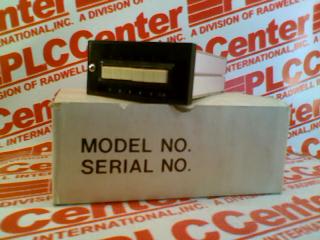 PLCCenter
A DIVISION OF RADWELL INTERNATIONAL, INC.
MODEL NO.
SERIAL NO.